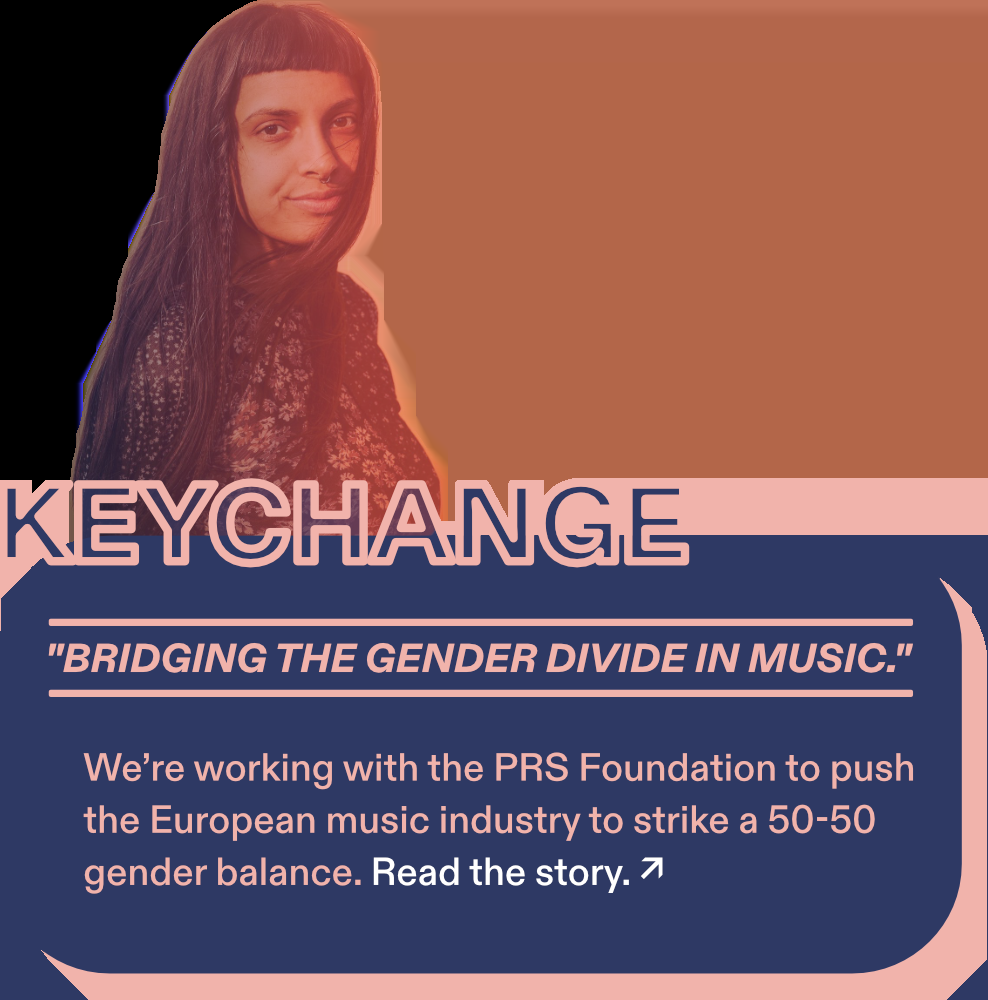 KEYCHANGE
"BRIDGING THE GENDER DIVIDE IN MUSIC."
We’re working with the PRS Foundation to push
the European music industry to strike a 50-50
gender balance. Read the story. ↗